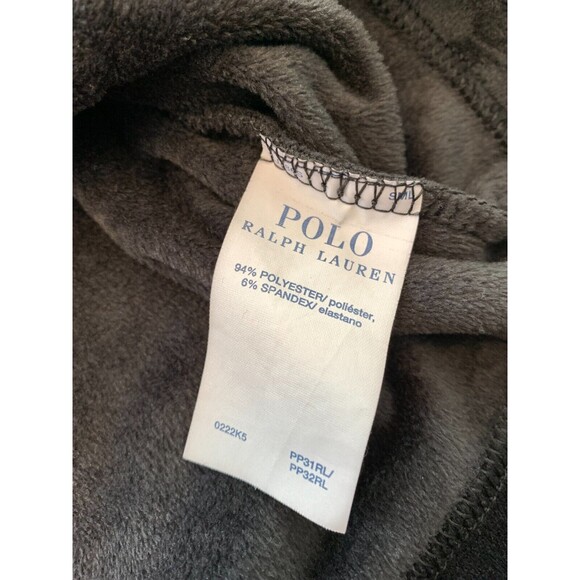 POLO
RALPH LAUREN
94% POLYESTER/ poliéster,
6% SPANDEX/ elastano
0222K5
PP31RL/
PP32RL